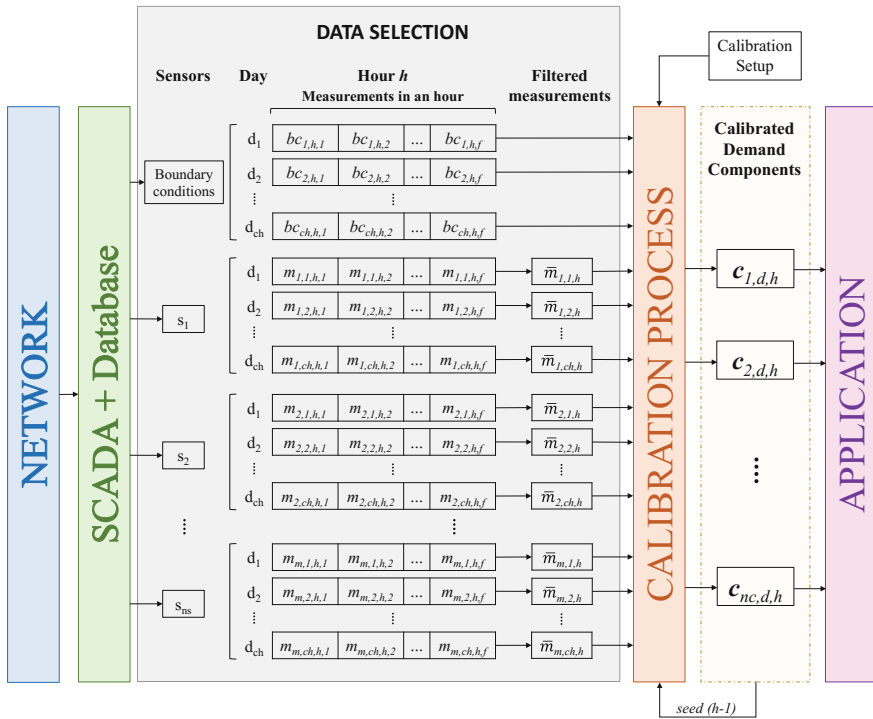 DATA SELECTION
Sensors Day Hour h Filtered measurements
Measurements in an hour
Calibration Setup
NETWORK
SCADA + Database
CALIBRATION PROCESS
Calibrated Demand Components
APPLICATION
Boundary conditions
d1 bc1,h,1 bc1,h,2 ... bc1,h,f
d2 bc2,h,1 bc2,h,2 ... bc2,h,f
dch bcch,h,1 bcch,h,2 ... bcch,h,f
s1
d1 m1,1,h,1 m1,1,h,2 ... m1,1,h,f m̅1,1,h
d2 m1,2,h,1 m1,2,h,2 ... m1,2,h,f m̅1,2,h
dch m1,ch,h,1 m1,ch,h,2 ... m1,ch,h,f m̅1,ch,h
s2
d1 m2,1,h,1 m2,1,h,2 ... m2,1,h,f m̅2,1,h
d2 m2,2,h,1 m2,2,h,2 ... m2,2,h,f m̅2,2,h
dch m2,ch,h,1 m2,ch,h,2 ... m2,ch,h,f m̅2,ch,h
sns
d1 mm,1,h,1 mm,1,h,2 ... mm,1,h,f m̅m,1,h
d2 mm,2,h,1 mm,2,h,2 ... mm,2,h,f m̅m,2,h
dch mm,ch,h,1 mm,ch,h,2 ... mm,ch,h,f m̅m,ch,h
c1,d,h
c2,d,h
cnc,d,h
seed (h-1)